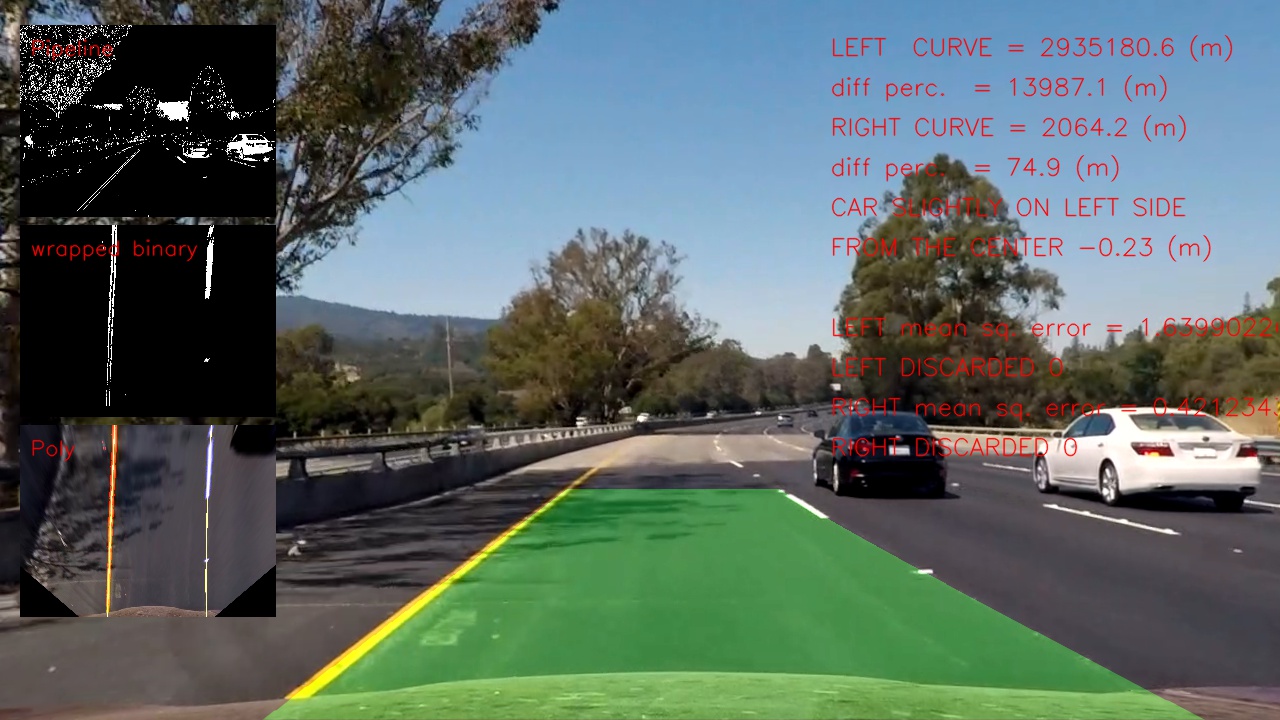 Pipeline
wrapped binary
Poly
LEFT CURVE = 2935180.6 (m)
diff perc. = 13987.1 (m)
RIGHT CURVE = 2064.2 (m)
diff perc. = 74.9 (m)
CAR SLIGHTLY ON LEFT SIDE
FROM THE CENTER -0.23 (m)
LEFT mean sq. error = 1.6399022
LEFT DISCARDED 0
RIGHT mean sq. error = 0.4212342
RIGHT DISCARDED 0